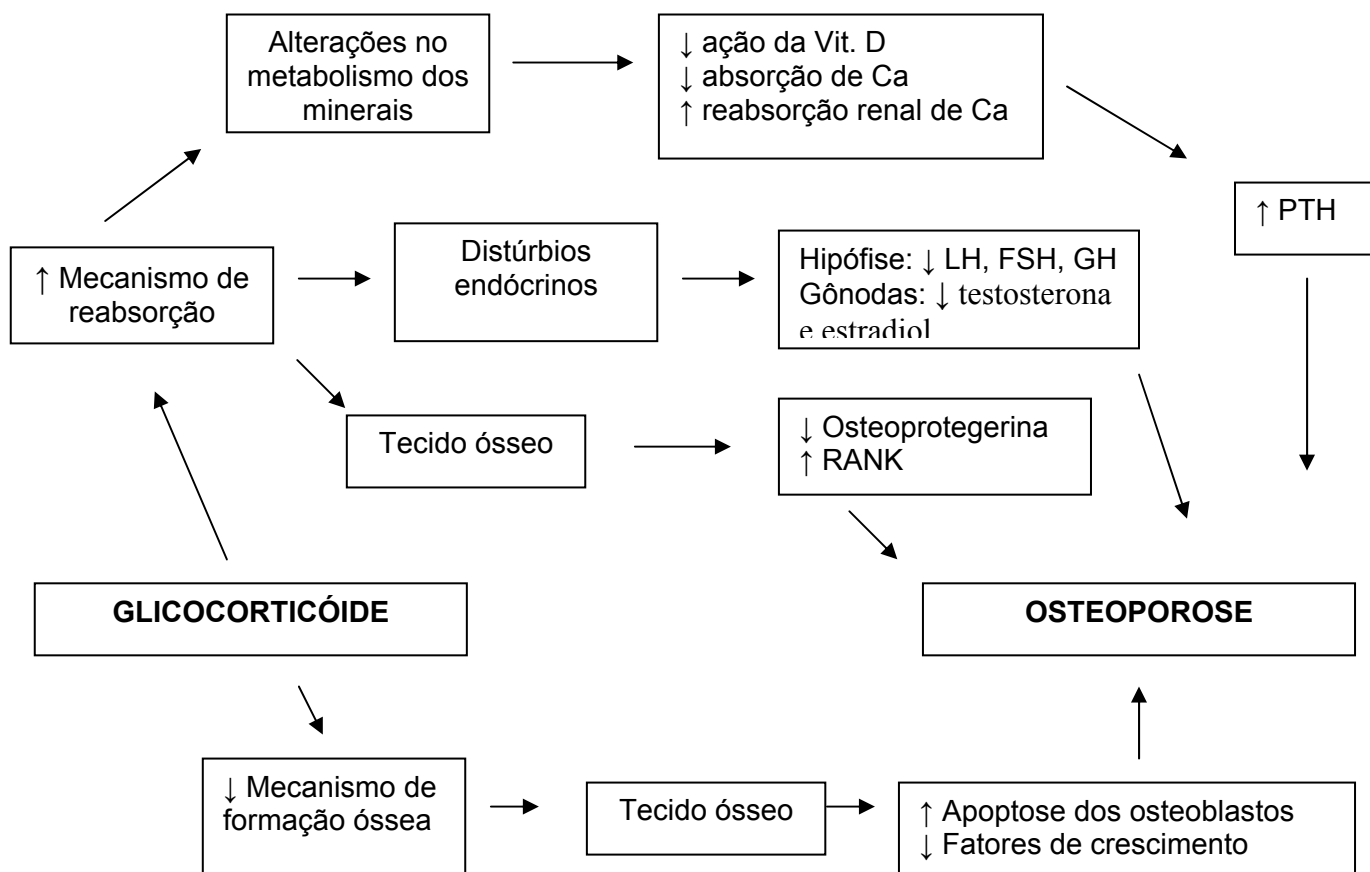 Alterações no
metabolismo dos
minerais
↓ ação da Vit. D
↓ absorção de Ca
↑ reabsorção renal de Ca
↑ PTH
↑ Mecanismo de
reabsorção
Distúrbios
endócrinos
Hipófise: ↓ LH, FSH, GH
Gônodas: ↓ testosterona
e estradiol
Tecido ósseo
↓ Osteoprotegerina
↑ RANK
GLICOCORTICÓIDE
OSTEOPOROSE
↓ Mecanismo de
formação óssea
Tecido ósseo
↑ Apoptose dos osteoblastos
↓ Fatores de crescimento